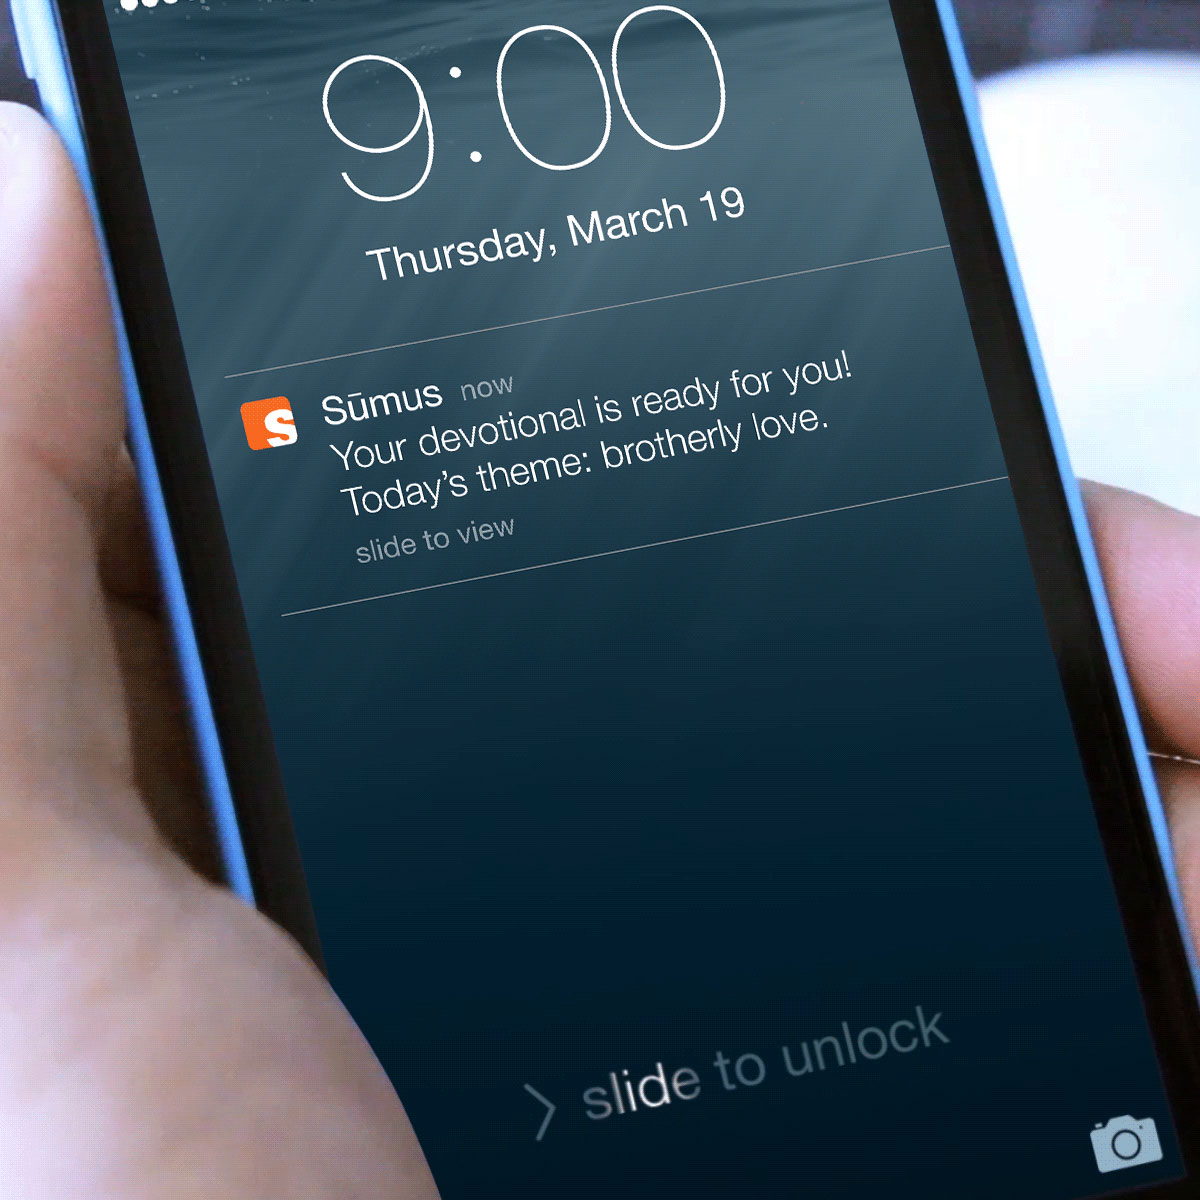 9:00
Thursday, March 19
S
Sūmus now
Your devotional is ready for you!
Today's theme: brotherly love.
slide to view
> slide to unlock